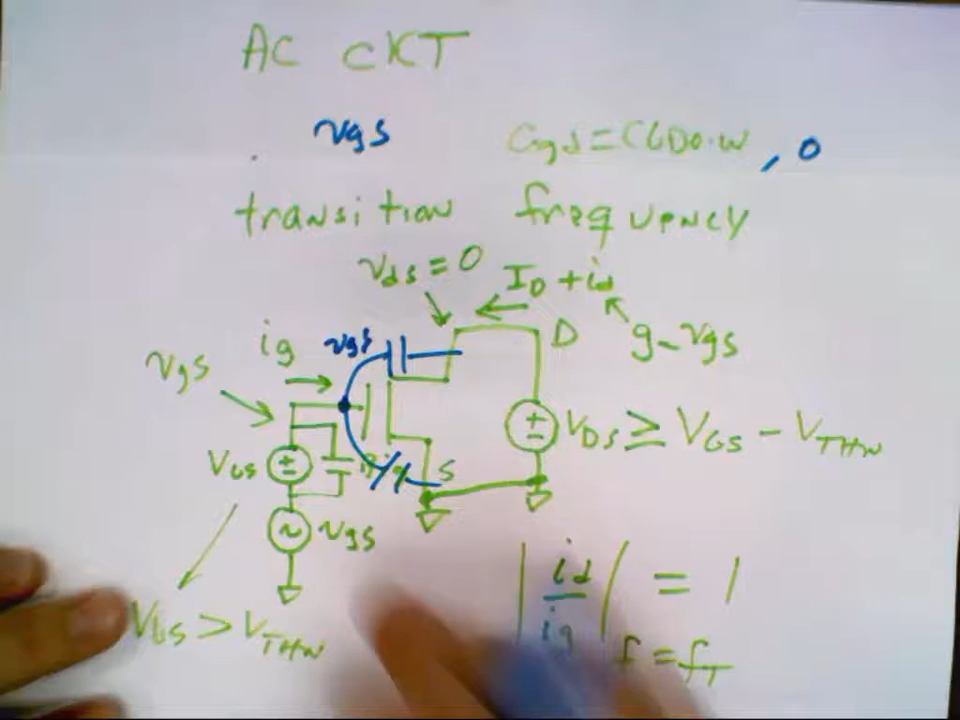 AC CKT
vgs
Cgs = CGDO·W , 0
transition frequency
vds = 0
ID + id
gm vgs
D
ig
vgs
vgs
VDS ≥ VGS - VTHN
VGS
S
vgs
VGS > VTHN
| id / ig | = 1
f = fT